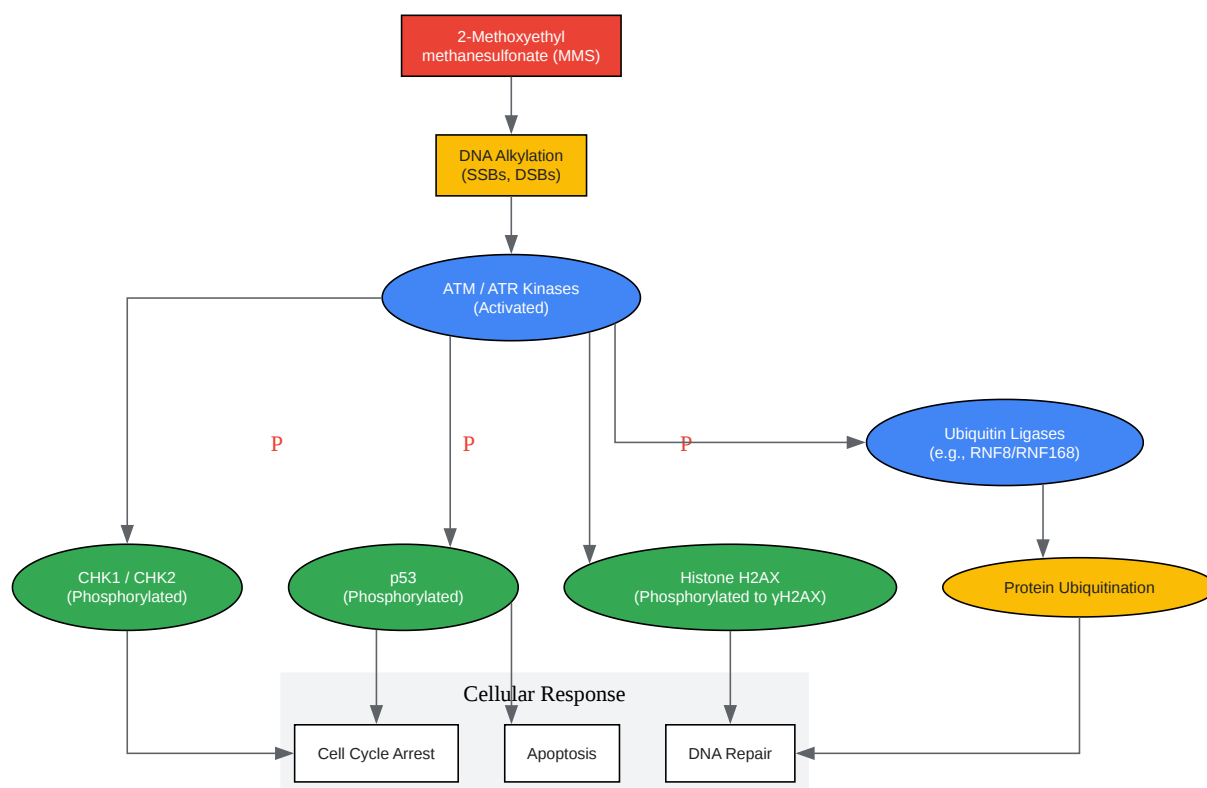 2-Methoxyethyl
methanesulfonate (MMS)
DNA Alkylation
(SSBs, DSBs)
ATM / ATR Kinases
(Activated)
P
P
P
Ubiquitin Ligases
(e.g., RNF8/RNF168)
CHK1 / CHK2
(Phosphorylated)
p53
(Phosphorylated)
Histone H2AX
(Phosphorylated to γH2AX)
Protein Ubiquitination
Cellular Response
Cell Cycle Arrest
Apoptosis
DNA Repair